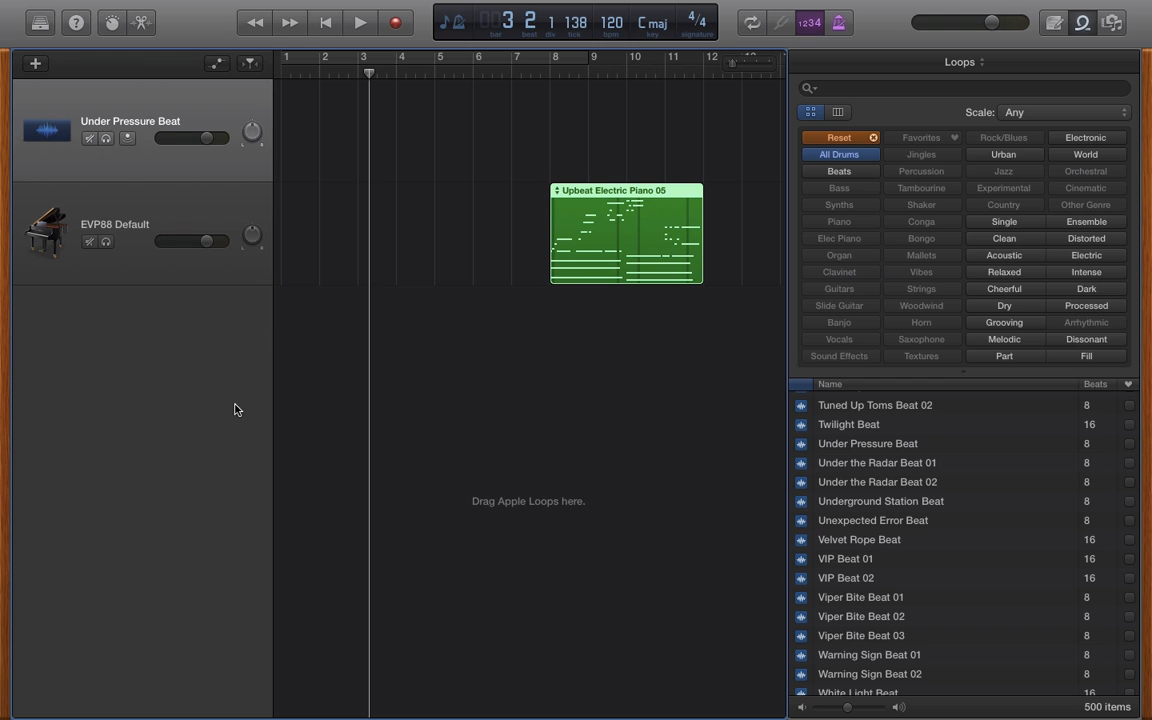 1234
3 2 1 138 120 C maj 4/4
bar beat div tick bpm key signature
1 2 3 4 5 6 7 8 9 10 11 12
Under Pressure Beat
L R
EVP88 Default
L R
Upbeat Electric Piano 05
Drag Apple Loops here.
Loops
Scale: Any
Reset Favorites Rock/Blues Electronic
All Drums Jingles Urban World
Beats Percussion Jazz Orchestral
Bass Tambourine Experimental Cinematic
Synths Shaker Country Other Genre
Piano Conga Single Ensemble
Elec Piano Bongo Clean Distorted
Organ Mallets Acoustic Electric
Clavinet Vibes Relaxed Intense
Guitars Strings Cheerful Dark
Slide Guitar Woodwind Dry Processed
Banjo Horn Grooving Arrhythmic
Vocals Saxophone Melodic Dissonant
Sound Effects Textures Part Fill
Name Beats
Tuned Up Toms Beat 02 8
Twilight Beat 16
Under Pressure Beat 8
Under the Radar Beat 01 8
Under the Radar Beat 02 8
Underground Station Beat 8
Unexpected Error Beat 8
Velvet Rope Beat 16
VIP Beat 01 16
VIP Beat 02 16
Viper Bite Beat 01 8
Viper Bite Beat 02 8
Viper Bite Beat 03 8
Warning Sign Beat 01 8
Warning Sign Beat 02 8
White Light Beat 16
500 items